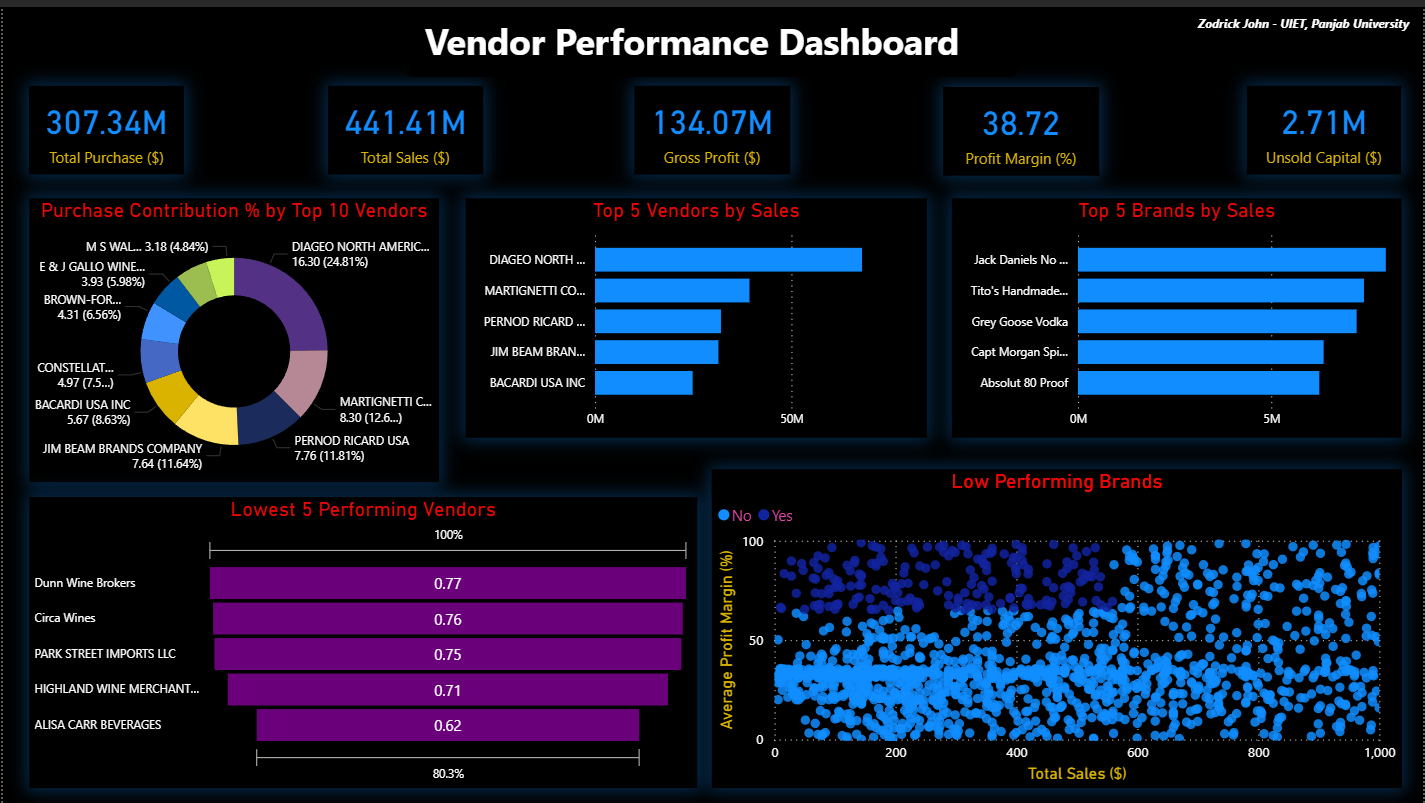 Zodrick John - UIET, Panjab University
Vendor Performance Dashboard
307.34M
Total Purchase ($)
441.41M
Total Sales ($)
134.07M
Gross Profit ($)
38.72
Profit Margin (%)
2.71M
Unsold Capital ($)
Purchase Contribution % by Top 10 Vendors
DIAGEO NORTH AMERIC...
16.30 (24.81%)
MARTIGNETTI C...
8.30 (12.6...)
PERNOD RICARD USA
7.76 (11.81%)
JIM BEAM BRANDS COMPANY
7.64 (11.64%)
BACARDI USA INC
5.67 (8.63%)
CONSTELLAT...
4.97 (7.5...)
BROWN-FOR...
4.31 (6.56%)
E & J GALLO WINE...
3.93 (5.98%)
M S WAL... 3.18 (4.84%)
Top 5 Vendors by Sales
DIAGEO NORTH ...
MARTIGNETTI CO...
PERNOD RICARD ...
JIM BEAM BRAN...
BACARDI USA INC
0M 50M
Top 5 Brands by Sales
Jack Daniels No ...
Tito's Handmade...
Grey Goose Vodka
Capt Morgan Spi...
Absolut 80 Proof
0M 5M
Lowest 5 Performing Vendors
100%
Dunn Wine Brokers 0.77
Circa Wines 0.76
PARK STREET IMPORTS LLC 0.75
HIGHLAND WINE MERCHANT... 0.71
ALISA CARR BEVERAGES 0.62
80.3%
Low Performing Brands
No Yes
Average Profit Margin (%)
100
50
0
0 200 400 600 800 1,000
Total Sales ($)